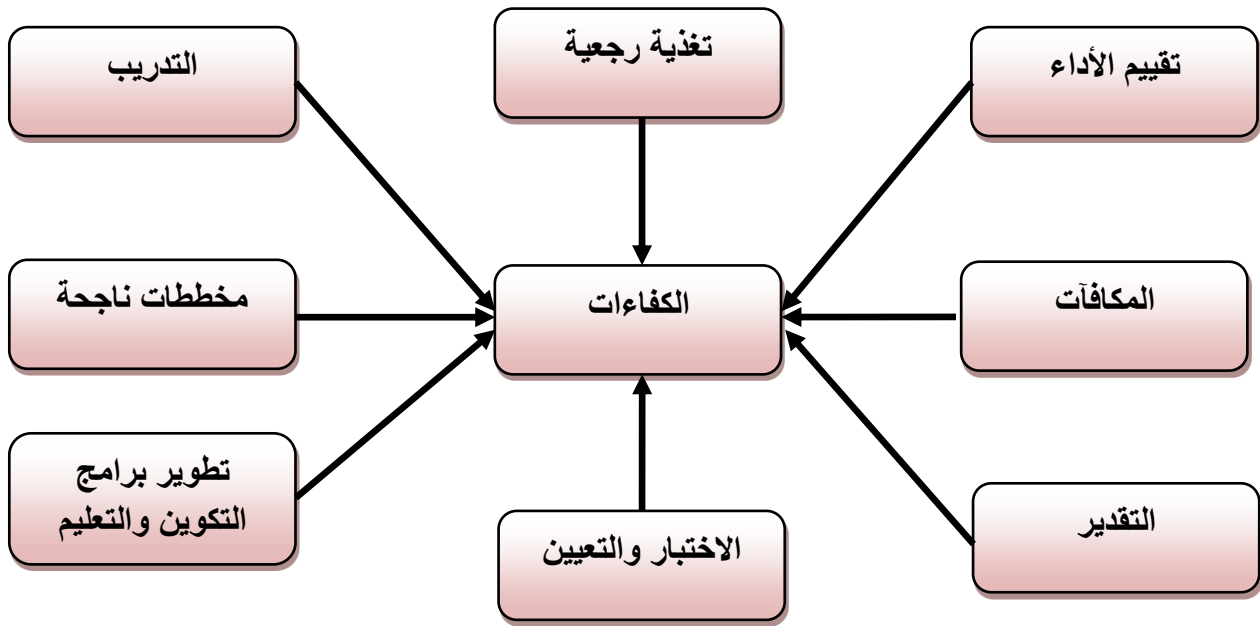 تقييم الأداء
تغذية رجعية
التدريب
المكافآت
الكفاءات
مخططات ناجحة
التقدير
الاختبار والتعيين
تطوير برامج
التكوين والتعليم